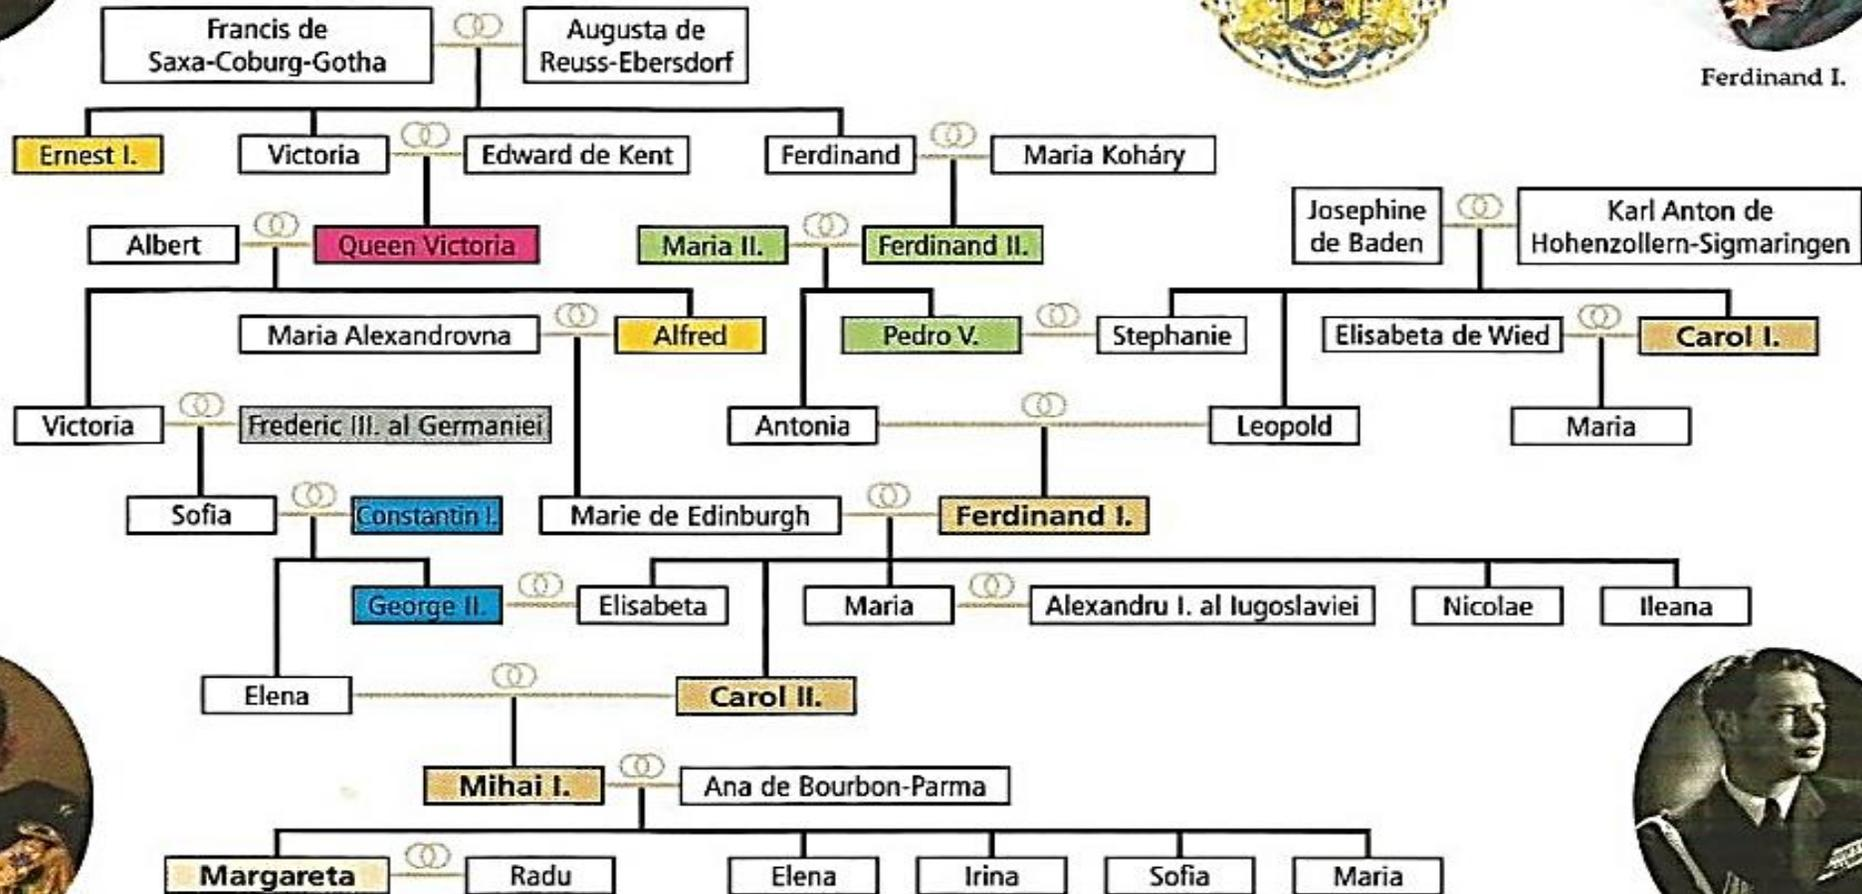 Francis de
Saxa-Coburg-Gotha
Augusta de
Reuss-Ebersdorf
Ferdinand I.
Ernest I.
Victoria
Edward de Kent
Ferdinand
Maria Koháry
Josephine
de Baden
Karl Anton de
Hohenzollern-Sigmaringen
Albert
Queen Victoria
Maria II.
Ferdinand II.
Maria Alexandrovna
Alfred
Pedro V.
Stephanie
Elisabeta de Wied
Carol I.
Victoria
Frederic III. al Germaniei
Antonia
Leopold
Maria
Sofia
Constantin I.
Marie de Edinburgh
Ferdinand I.
George II.
Elisabeta
Maria
Alexandru I. al Iugoslaviei
Nicolae
Ileana
Elena
Carol II.
Mihai I.
Ana de Bourbon-Parma
Margareta
Radu
Elena
Irina
Sofia
Maria